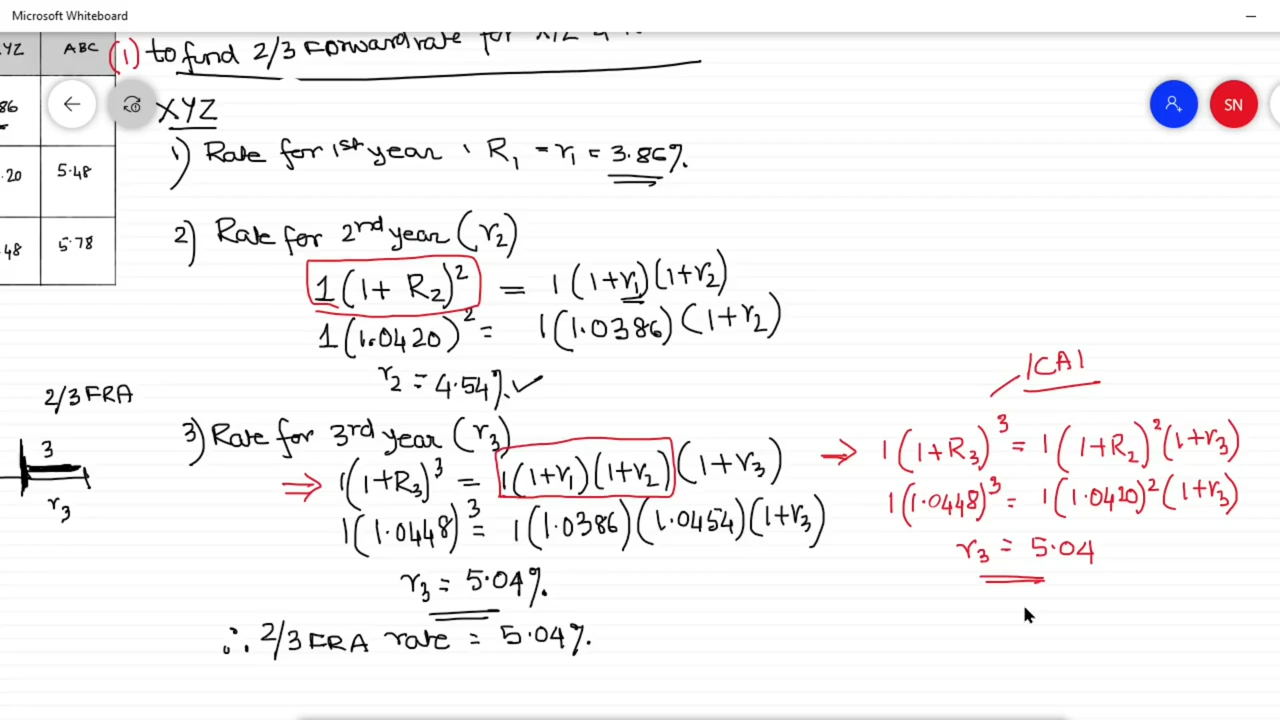 Microsoft Whiteboard
YZ ABC
86
.20 5.48
.48 5.78
(1) to find 2/3 Forward rate for XYZ
SN
XYZ
1) Rate for 1st year, R₁ = r₁ = 3.86%.
2) Rate for 2nd year (r₂)
1(1+ R₂)² = 1(1+r₁)(1+r₂)
1(1.0420)² = 1(1.0386)(1+r₂)
r₂ = 4.54%. ✓
2/3 FRA
3
r₃
3) Rate for 3rd year (r₃)
⇒ 1(1+R₃)³ = 1(1+r₁)(1+r₂)(1+r₃)
1(1.0448)³ = 1(1.0386)(1.0454)(1+r₃)
r₃ = 5.04%.
∴ 2/3 FRA rate = 5.04%.
ICAI
→ 1(1+R₃)³ = 1(1+R₂)²(1+r₃)
1(1.0448)³ = 1(1.0420)²(1+r₃)
r₃ = 5.04